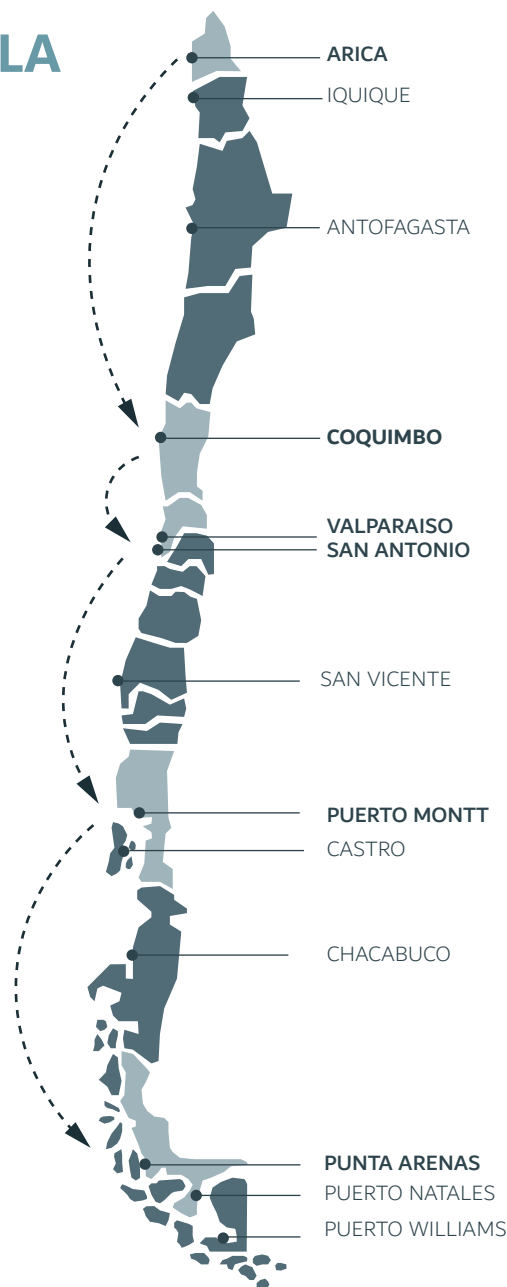 LA
ARICA
IQUIQUE
ANTOFAGASTA
COQUIMBO
VALPARAISO
SAN ANTONIO
SAN VICENTE
PUERTO MONTT
CASTRO
CHACABUCO
PUNTA ARENAS
PUERTO NATALES
PUERTO WILLIAMS